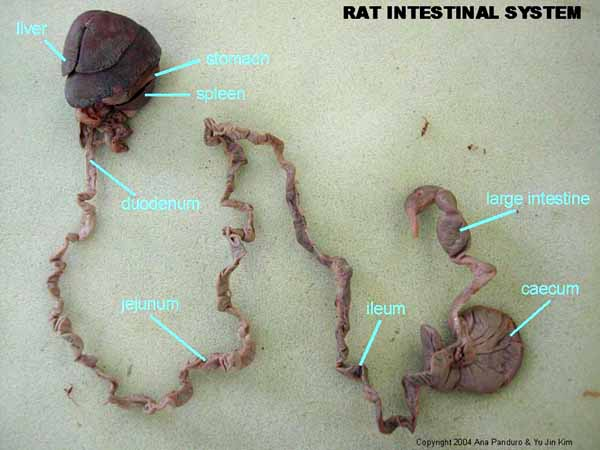 RAT INTESTINAL SYSTEM
liver
stomach
spleen
duodenum
large intestine
jejunum
ileum
caecum
Copyright 2004 Ana Panduro & Yu Jin Kim